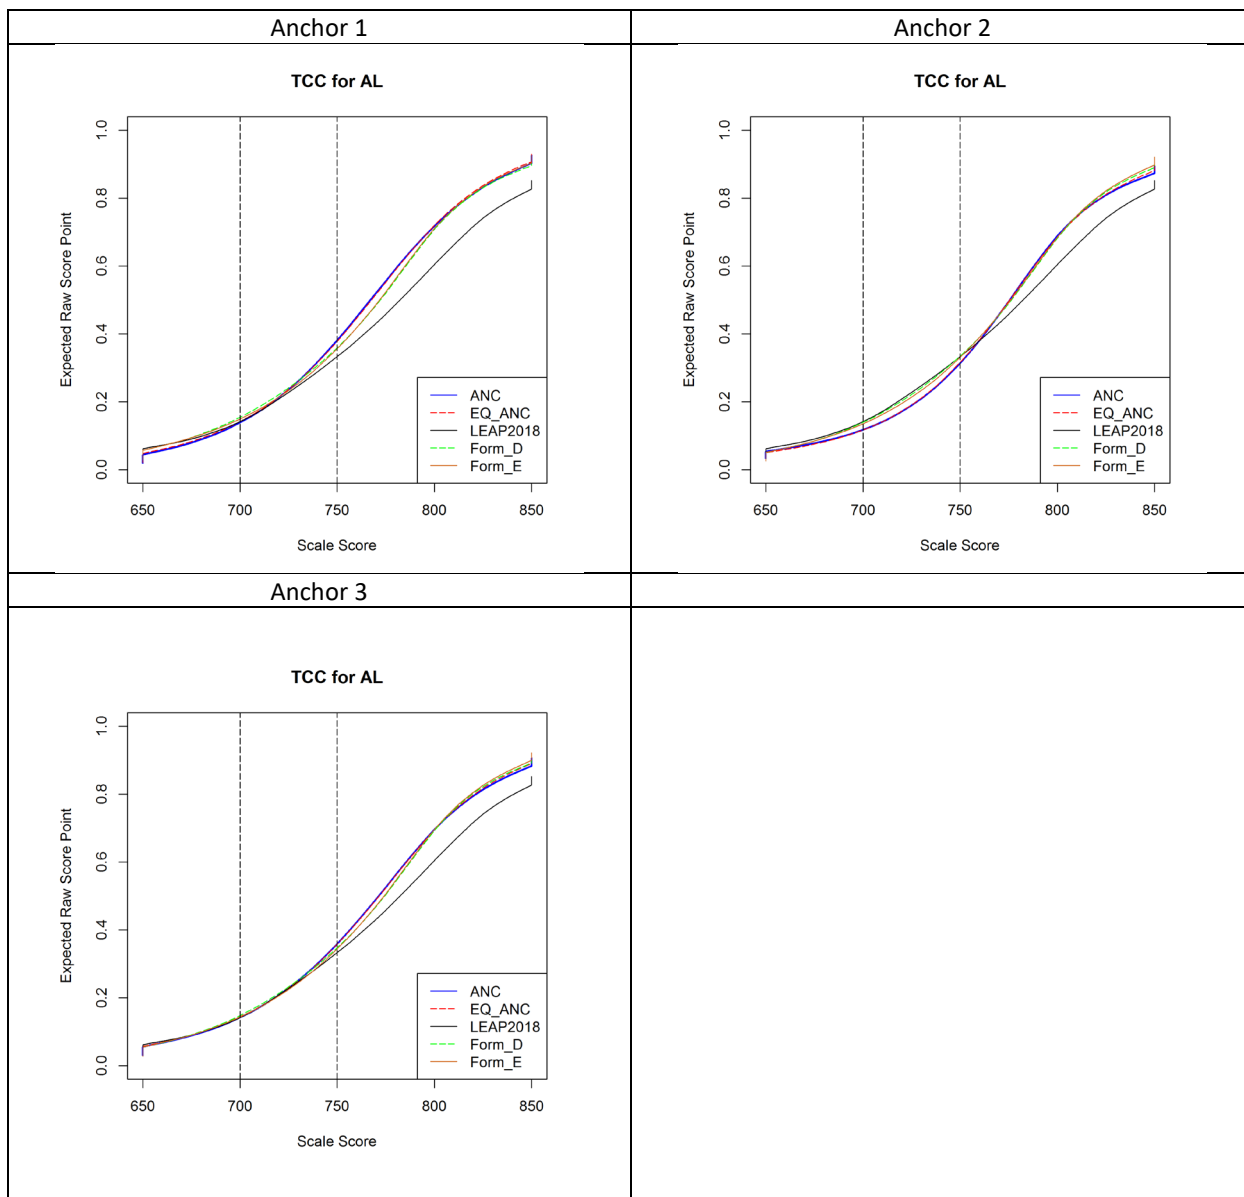 Anchor 1
Anchor 2
TCC for AL
Expected Raw Score Point
1.0
0.8
0.6
0.4
0.2
0.0
ANC
EQ_ANC
LEAP2018
Form_D
Form_E
650 700 750 800 850
Scale Score
TCC for AL
Expected Raw Score Point
1.0
0.8
0.6
0.4
0.2
0.0
ANC
EQ_ANC
LEAP2018
Form_D
Form_E
650 700 750 800 850
Scale Score
Anchor 3
TCC for AL
Expected Raw Score Point
1.0
0.8
0.6
0.4
0.2
0.0
ANC
EQ_ANC
LEAP2018
Form_D
Form_E
650 700 750 800 850
Scale Score